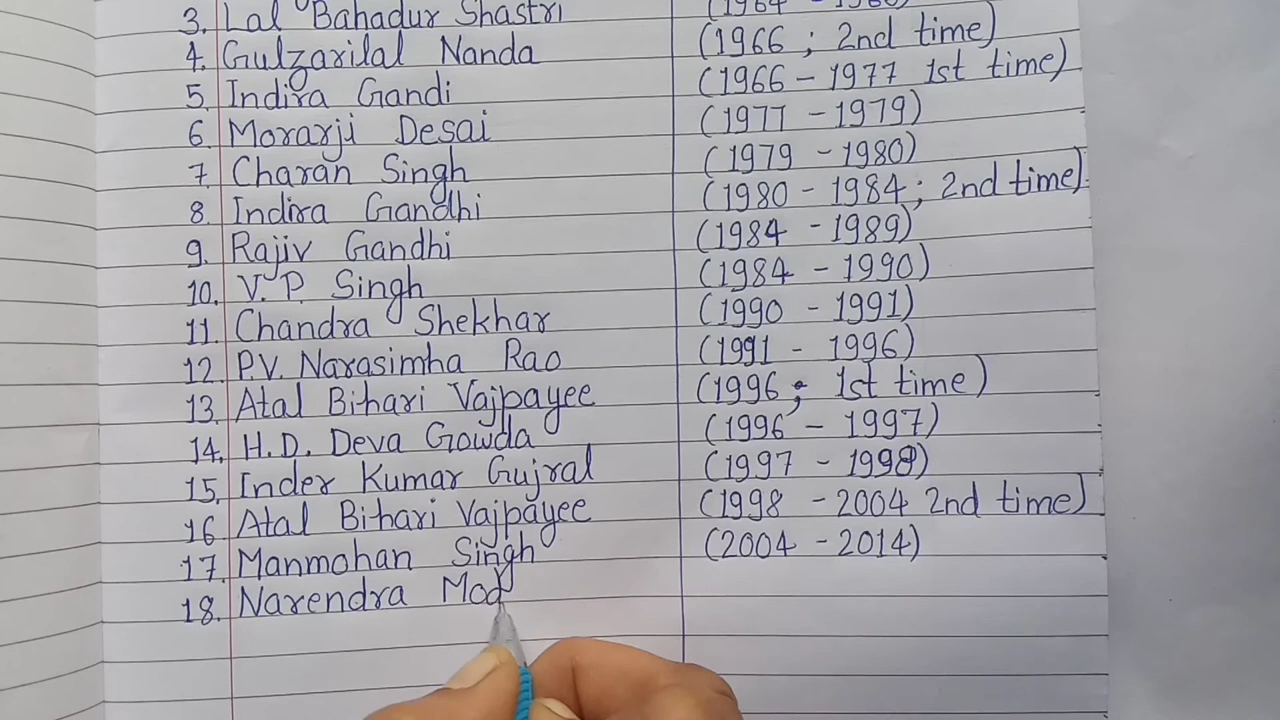 3. Lal Bahadur Shastri (1964 - 1966)
4. Gulzarilal Nanda (1966 ; 2nd time)
5. Indira Gandi (1966 - 1977 1st time)
6. Morarji Desai (1977 - 1979)
7. Charan Singh (1979 - 1980)
8. Indira Gandhi (1980 - 1984 ; 2nd time)
9. Rajiv Gandhi (1984 - 1989)
10. V. P. Singh (1984 - 1990)
11. Chandra Shekhar (1990 - 1991)
12. P.V. Narasimha Rao (1991 - 1996)
13. Atal Bihari Vajpayee (1996 ; 1st time)
14. H.D. Deva Gowda (1996 - 1997)
15. Inder Kumar Gujral (1997 - 1998)
16. Atal Bihari Vajpayee (1998 - 2004 2nd time)
17. Manmohan Singh (2004 - 2014)
18. Narendra Mod